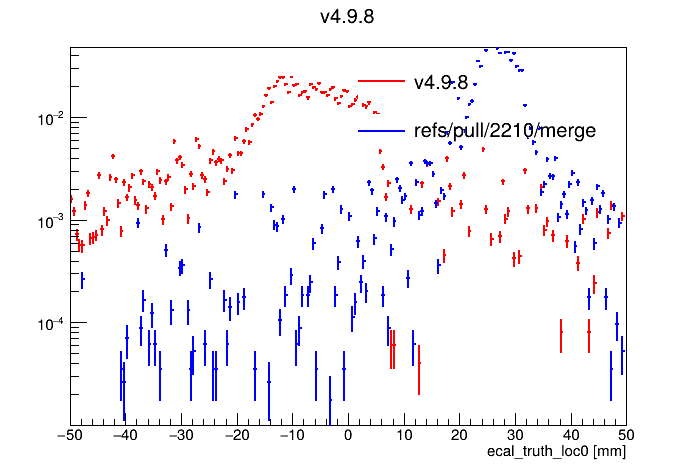 v4.9.8
v4.9.8
refs/pull/2210/merge
10⁻²
10⁻³
10⁻⁴
−50 −40 −30 −20 −10 0 10 20 30 40 50
ecal_truth_loc0 [mm]